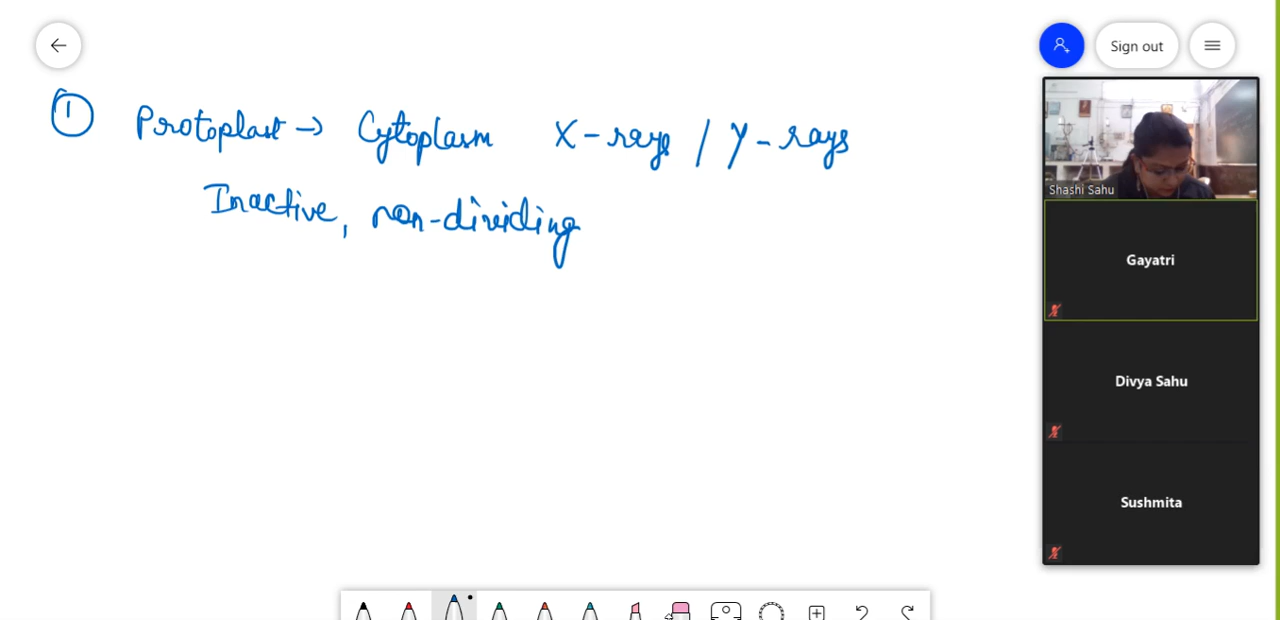 Sign out
① Protoplast → Cytoplasm X-rays / γ-rays
Inactive, non-dividing
Shashi Sahu
Gayatri
Divya Sahu
Sushmita